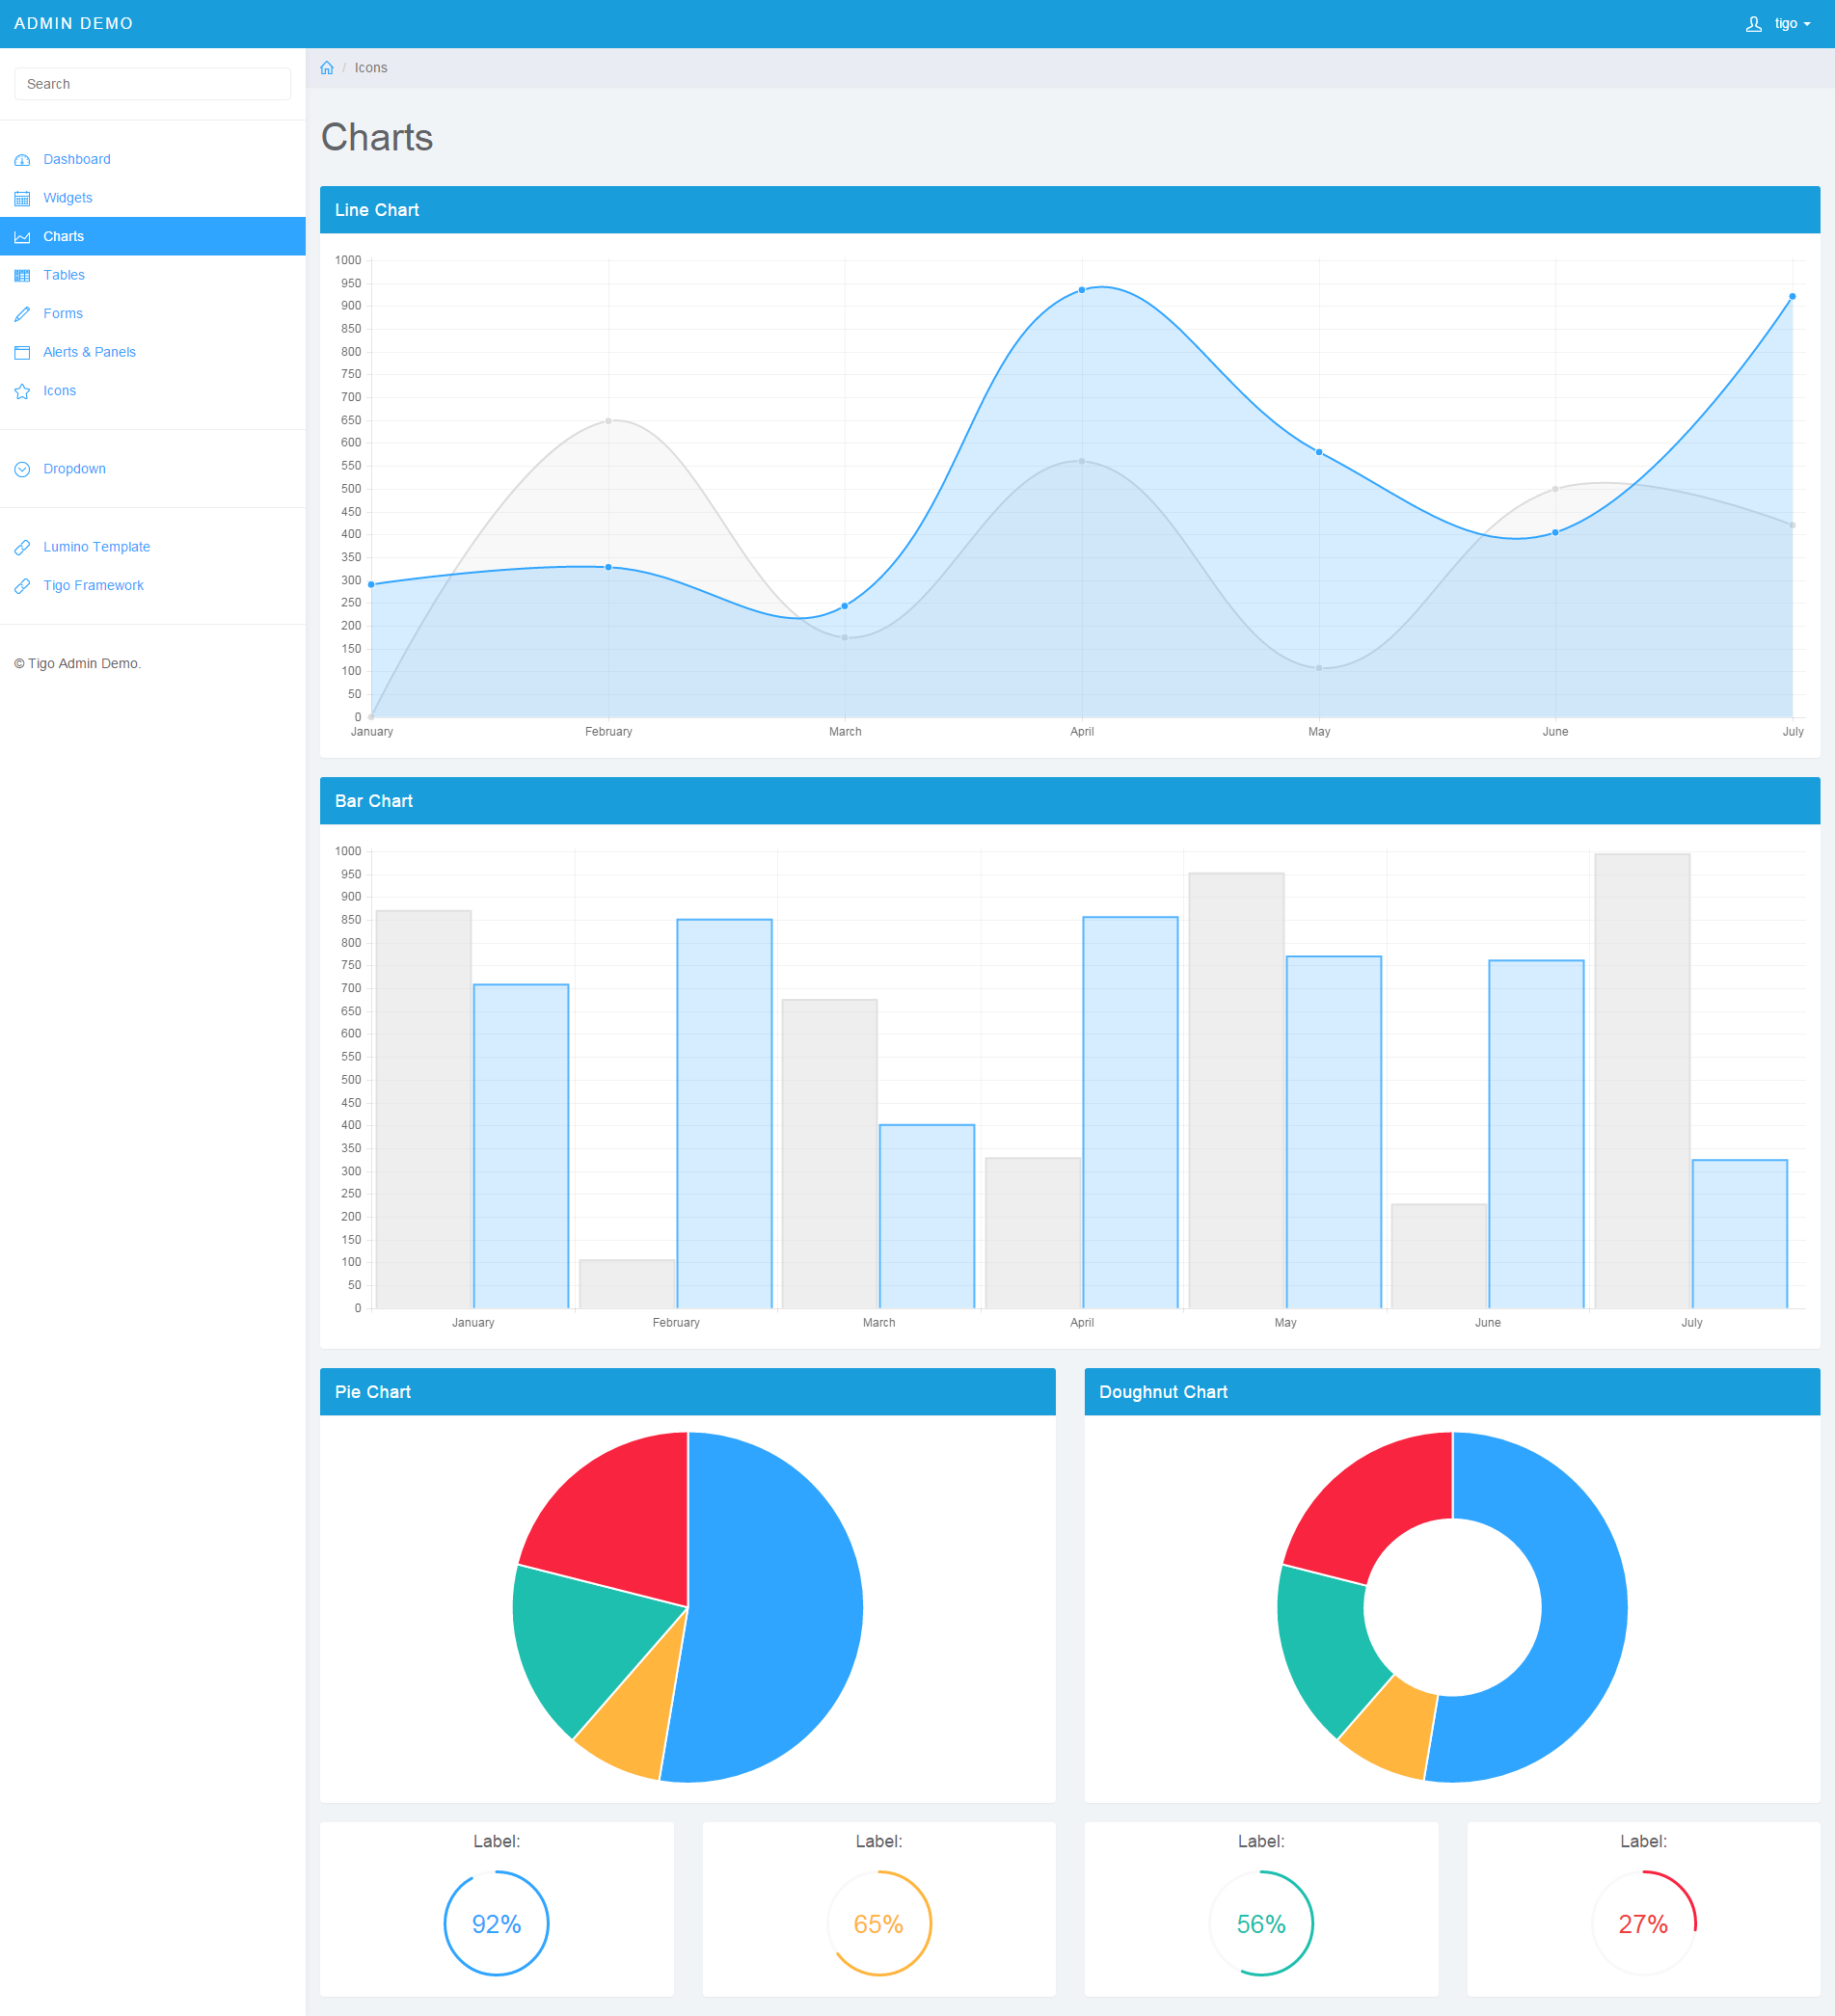 ADMIN DEMO
tigo
Search
Dashboard
Widgets
Charts
Tables
Forms
Alerts & Panels
Icons
Dropdown
Lumino Template
Tigo Framework
© Tigo Admin Demo.
/ Icons
Charts
Line Chart
1000
950
900
850
800
750
700
650
600
550
500
450
400
350
300
250
200
150
100
50
0
January February March April May June July
Bar Chart
1000
950
900
850
800
750
700
650
600
550
500
450
400
350
300
250
200
150
100
50
0
January February March April May June July
Pie Chart
Doughnut Chart
Label:
92%
Label:
65%
Label:
56%
Label:
27%